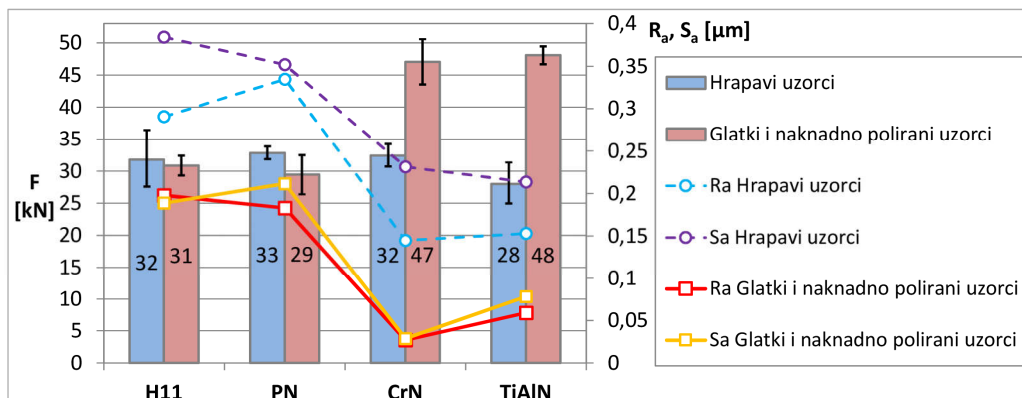 F
[kN]
50
45
40
35
30
25
20
15
10
5
0
32 31 33 29 32 47 28 48
H11 PN CrN TiAlN
0,4
0,35
0,3
0,25
0,2
0,15
0,1
0,05
0
Ra, Sa [µm]
Hrapavi uzorci
Glatki i naknadno polirani uzorci
Ra Hrapavi uzorci
Sa Hrapavi uzorci
Ra Glatki i naknadno polirani uzorci
Sa Glatki i naknadno polirani uzorci